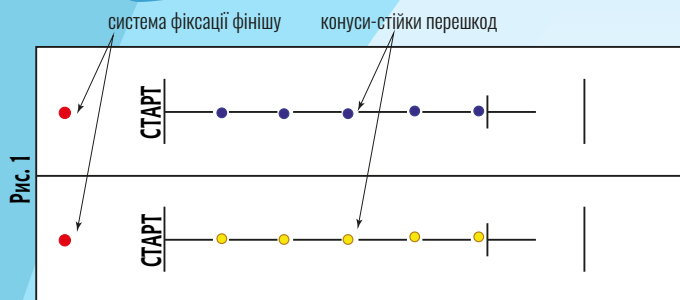 система фіксації фінішу
конуси-стійки перешкод
Рис. 1
СТАРТ
СТАРТ